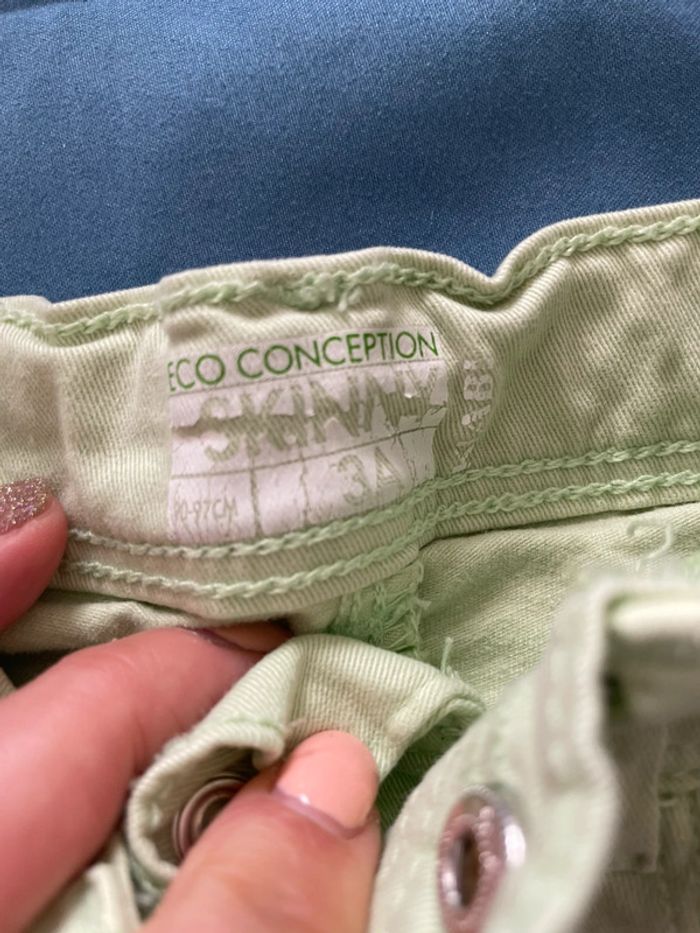 ECO CONCEPTION
SKINNY
3A
90-97CM